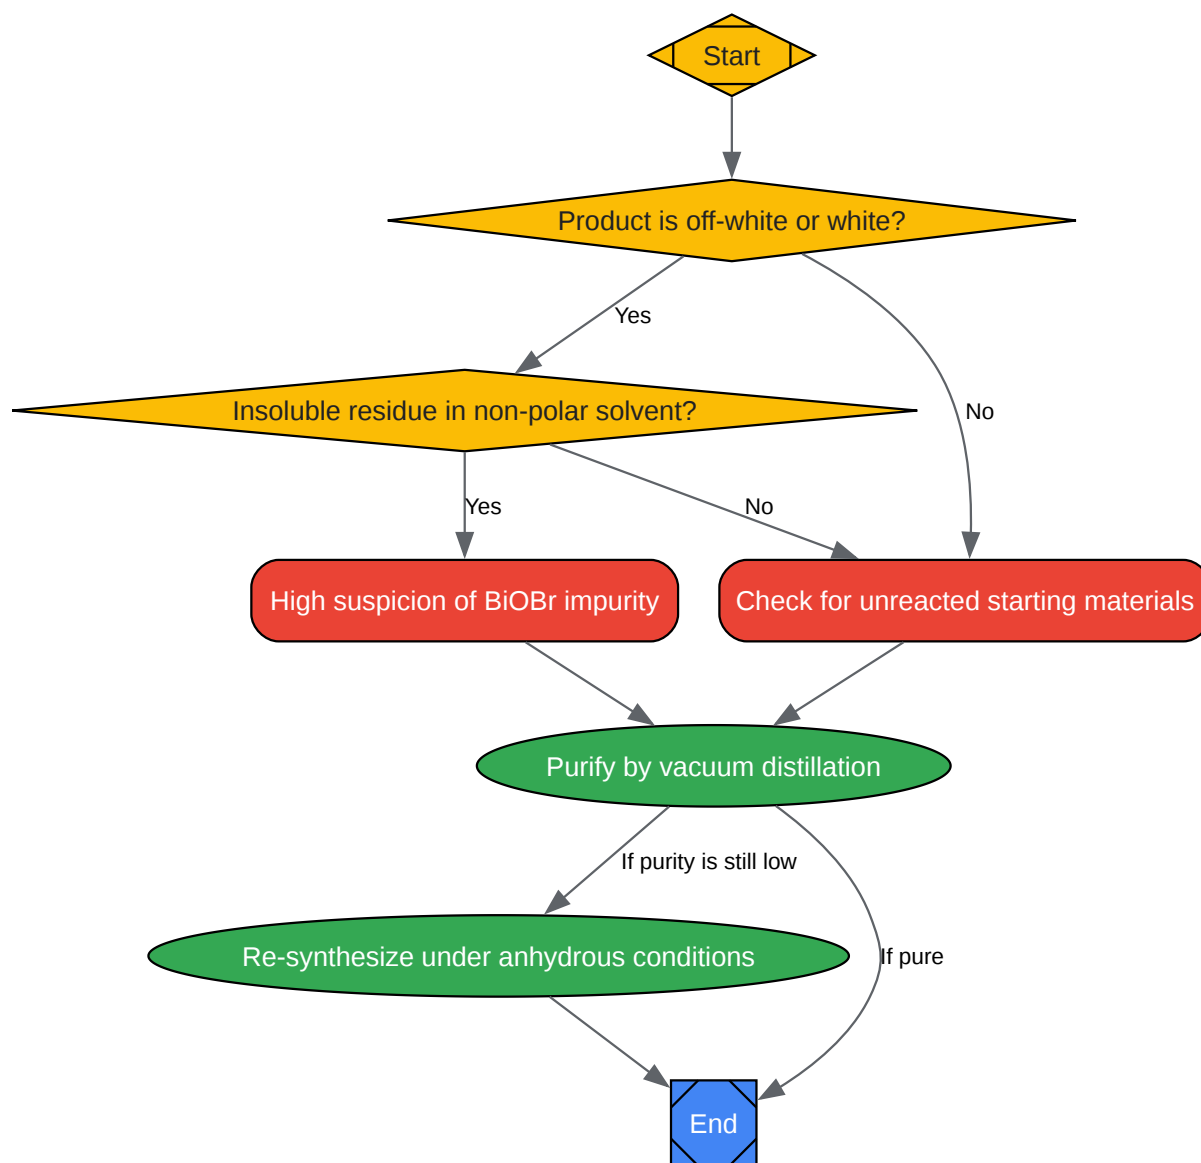 Start
Product is off-white or white?
Yes
Insoluble residue in non-polar solvent?
No
Yes
No
High suspicion of BiOBr impurity
Check for unreacted starting materials
Purify by vacuum distillation
If purity is still low
Re-synthesize under anhydrous conditions
If pure
End